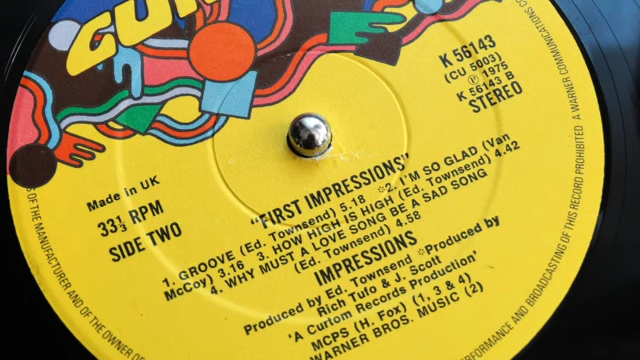 CU
K 56143
(CU 5003)
Ⓟ 1975
K 56143 B
STEREO
Made in UK
33⅓ RPM
SIDE TWO
"FIRST IMPRESSIONS"
1. GROOVE (Ed. Townsend) 5.18 ※2. I'M SO GLAD (Van
McCoy) 3.16 3. HOW HIGH IS HIGH (Ed. Townsend) 4.42
4. WHY MUST A LOVE SONG BE A SAD SONG
(Ed. Townsend) 4.58
IMPRESSIONS
Produced by Ed. Townsend ※Produced by
Rich Tufo & J. Scott
'A Curtom Records Production'
MCPS (H. Fox) (1, 3 & 4)
WARNER BROS. MUSIC (2)
OF THE MANUFACTURER AND OF THE OWNER OF
PERFORMANCE AND BROADCASTING OF THIS RECORD PROHIBITED · A WARNER COMMUNICATIONS CO